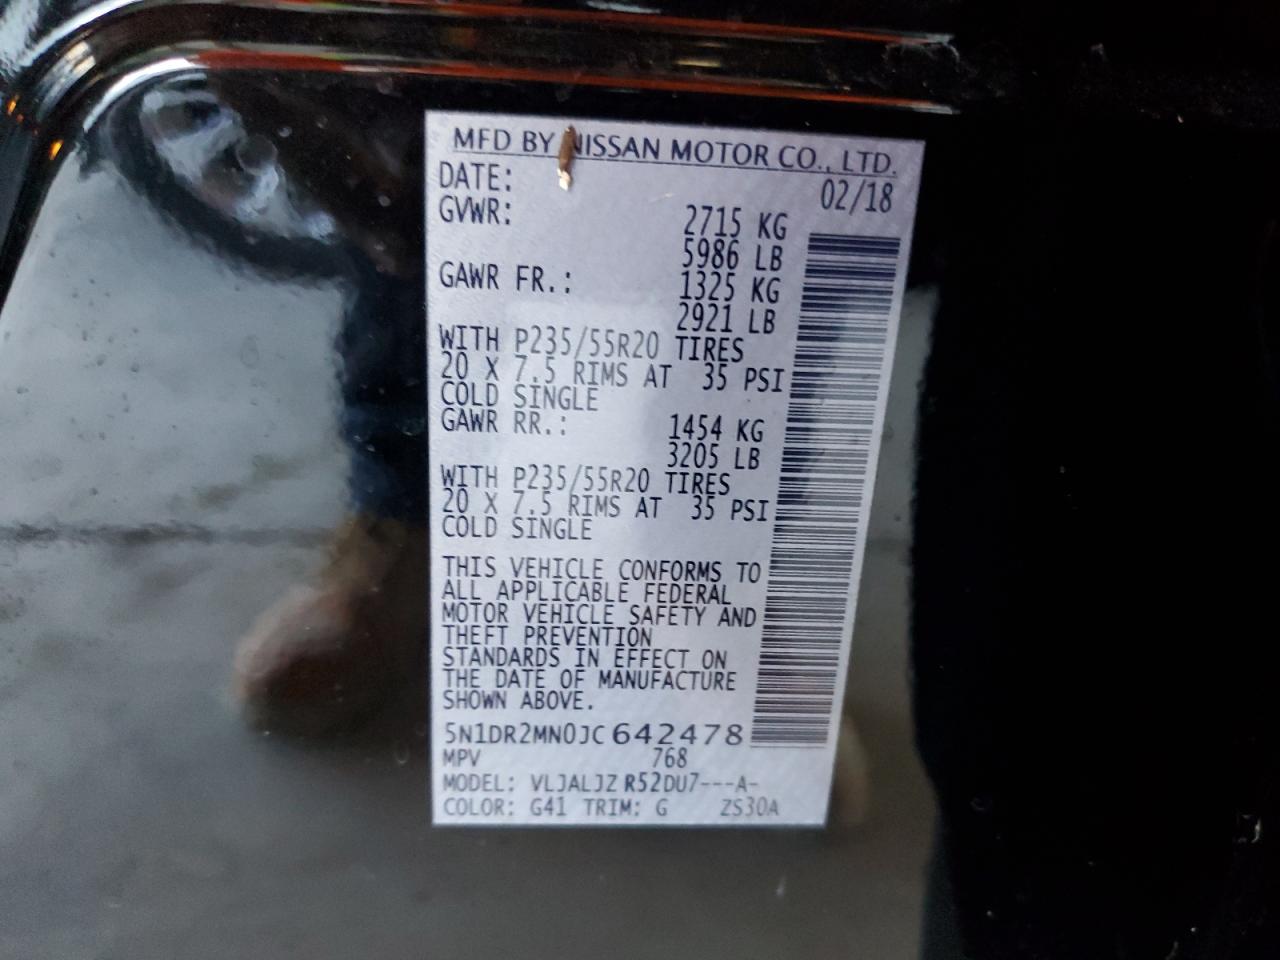 MFD BY NISSAN MOTOR CO., LTD.
DATE: 02/18
GVWR: 2715 KG
5986 LB
GAWR FR.: 1325 KG
2921 LB
WITH P235/55R20 TIRES
20 X 7.5 RIMS AT 35 PSI
COLD SINGLE
GAWR RR.: 1454 KG
3205 LB
WITH P235/55R20 TIRES
20 X 7.5 RIMS AT 35 PSI
COLD SINGLE
THIS VEHICLE CONFORMS TO
ALL APPLICABLE FEDERAL
MOTOR VEHICLE SAFETY AND
THEFT PREVENTION
STANDARDS IN EFFECT ON
THE DATE OF MANUFACTURE
SHOWN ABOVE.
5N1DR2MN0JC642478
MPV 768
MODEL: VLJALJZ R52DU7---A-
COLOR: G41 TRIM: G ZS30A